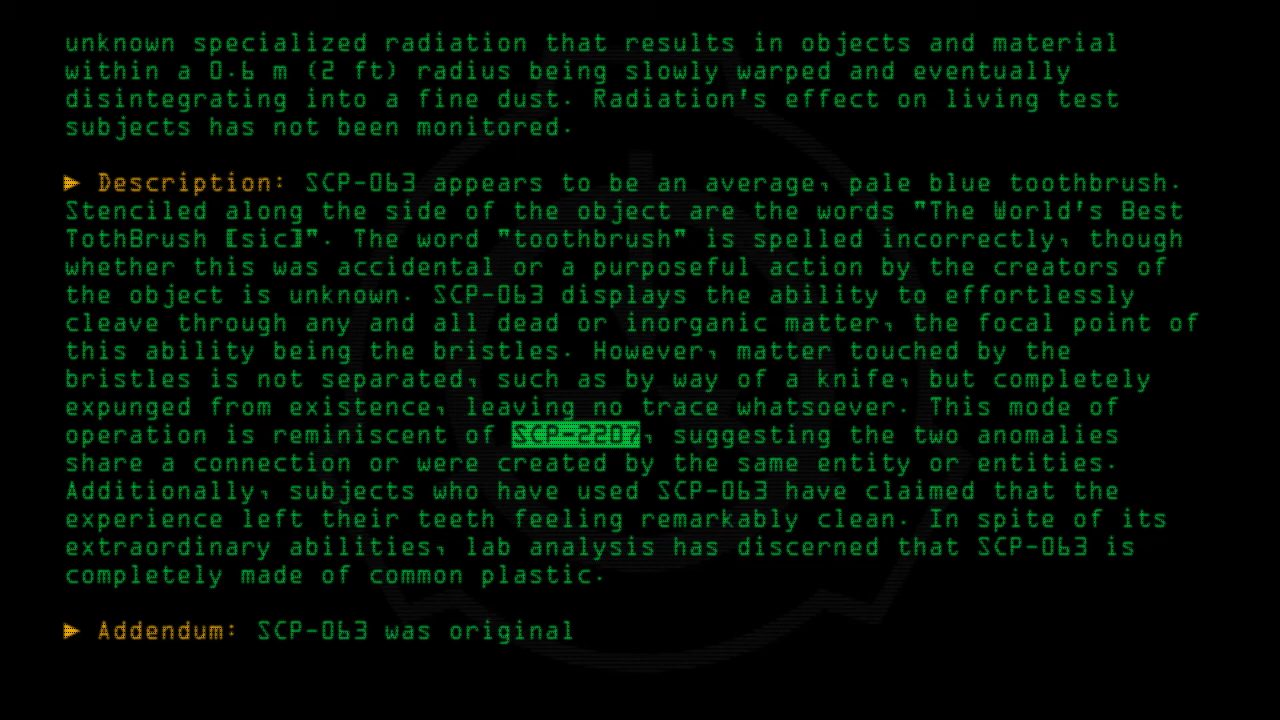 unknown specialized radiation that results in objects and material
within a 0.6 m (2 ft) radius being slowly warped and eventually
disintegrating into a fine dust. Radiation's effect on living test
subjects has not been monitored.
► Description: SCP-063 appears to be an average, pale blue toothbrush.
Stenciled along the side of the object are the words "The World's Best
TothBrush [sic]". The word "toothbrush" is spelled incorrectly, though
whether this was accidental or a purposeful action by the creators of
the object is unknown. SCP-063 displays the ability to effortlessly
cleave through any and all dead or inorganic matter, the focal point of
this ability being the bristles. However, matter touched by the
bristles is not separated, such as by way of a knife, but completely
expunged from existence, leaving no trace whatsoever. This mode of
operation is reminiscent of SCP-2207, suggesting the two anomalies
share a connection or were created by the same entity or entities.
Additionally, subjects who have used SCP-063 have claimed that the
experience left their teeth feeling remarkably clean. In spite of its
extraordinary abilities, lab analysis has discerned that SCP-063 is
completely made of common plastic.
► Addendum: SCP-063 was original